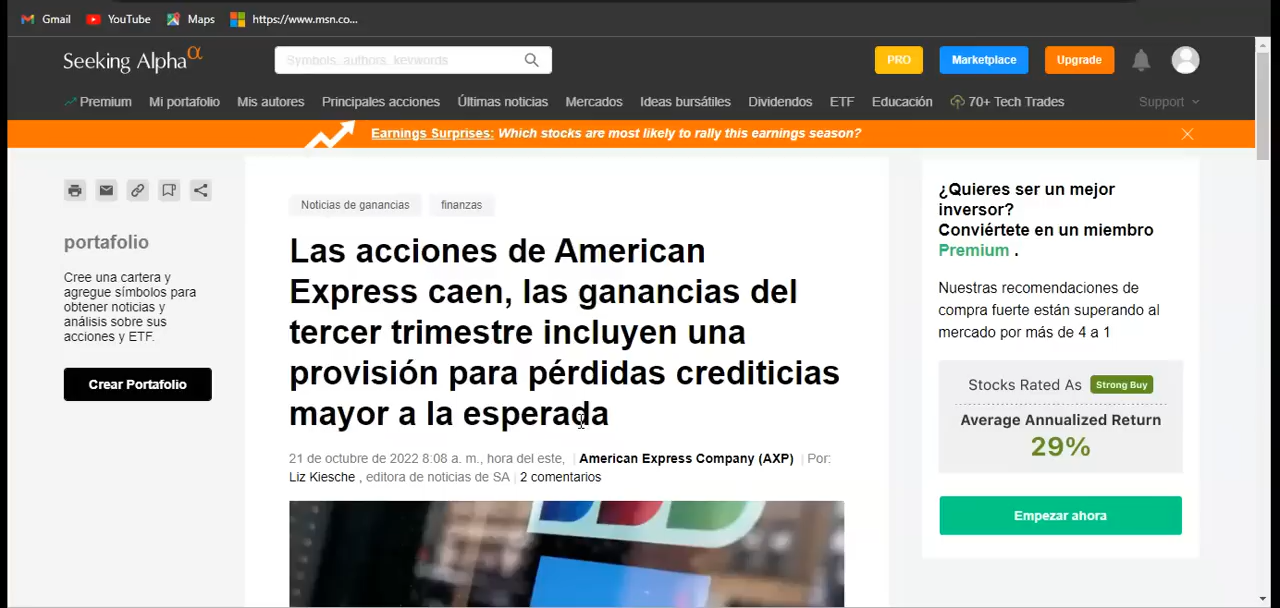 Gmail YouTube Maps https://www.msn.co...
Seeking Alpha α
Symbols, authors, keywords
PRO Marketplace Upgrade
Premium Mi portafolio Mis autores Principales acciones Últimas noticias Mercados Ideas bursátiles Dividendos ETF Educación 70+ Tech Trades Support
Earnings Surprises: Which stocks are most likely to rally this earnings season?
portafolio
Cree una cartera y
agregue símbolos para
obtener noticias y
análisis sobre sus
acciones y ETF.
Crear Portafolio
Noticias de ganancias finanzas
Las acciones de American
Express caen, las ganancias del
tercer trimestre incluyen una
provisión para pérdidas crediticias
mayor a la esperada
21 de octubre de 2022 8:08 a. m., hora del este, | American Express Company (AXP) | Por:
Liz Kiesche , editora de noticias de SA | 2 comentarios
¿Quieres ser un mejor
inversor?
Conviértete en un miembro
Premium .
Nuestras recomendaciones de
compra fuerte están superando al
mercado por más de 4 a 1
Stocks Rated As Strong Buy
Average Annualized Return
29%
Empezar ahora